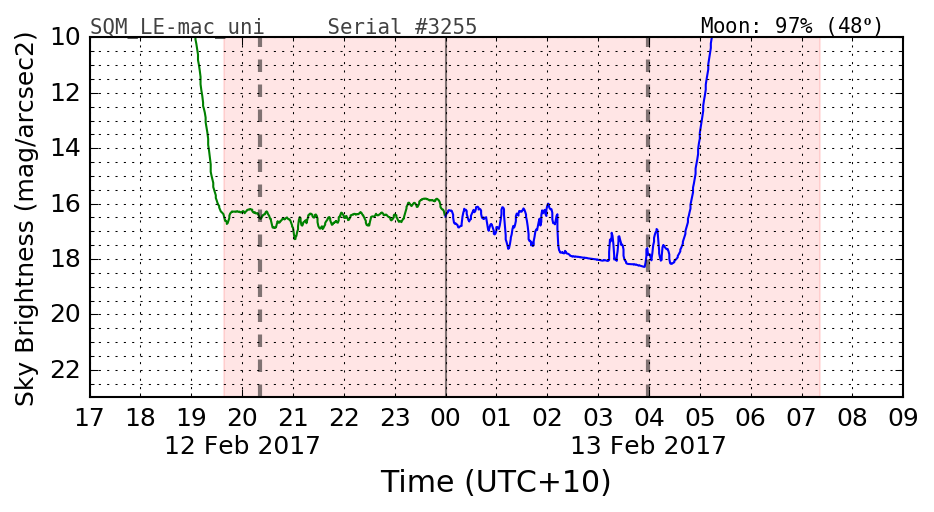 SQM_LE-mac_uni Serial #3255 Moon: 97% (48°)
10
12
14
16
18
20
22
Sky Brightness (mag/arcsec2)
17 18 19 20 21 22 23 00 01 02 03 04 05 06 07 08 09
12 Feb 2017 13 Feb 2017
Time (UTC+10)